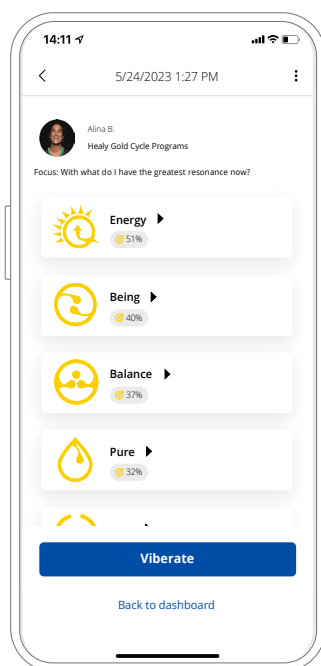 14:11
5/24/2023 1:27 PM
Alina B.
Healy Gold Cycle Programs
Focus: With what do I have the greatest resonance now?
Energy
51%
Being
40%
Balance
37%
Pure
32%
Viberate
Back to dashboard